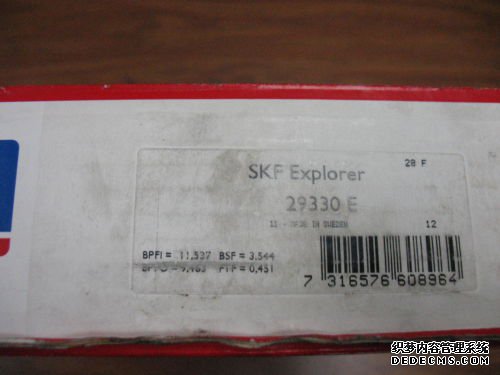 28 F
SKF Explorer
29330 E
11 - MADE IN SWEDEN 12
BPFI = 11,537 BSF = 3,544
BPFO = 9,463 FTF = 0,451
7 316576 608964
织梦内容管理系统
DEDECMS.COM